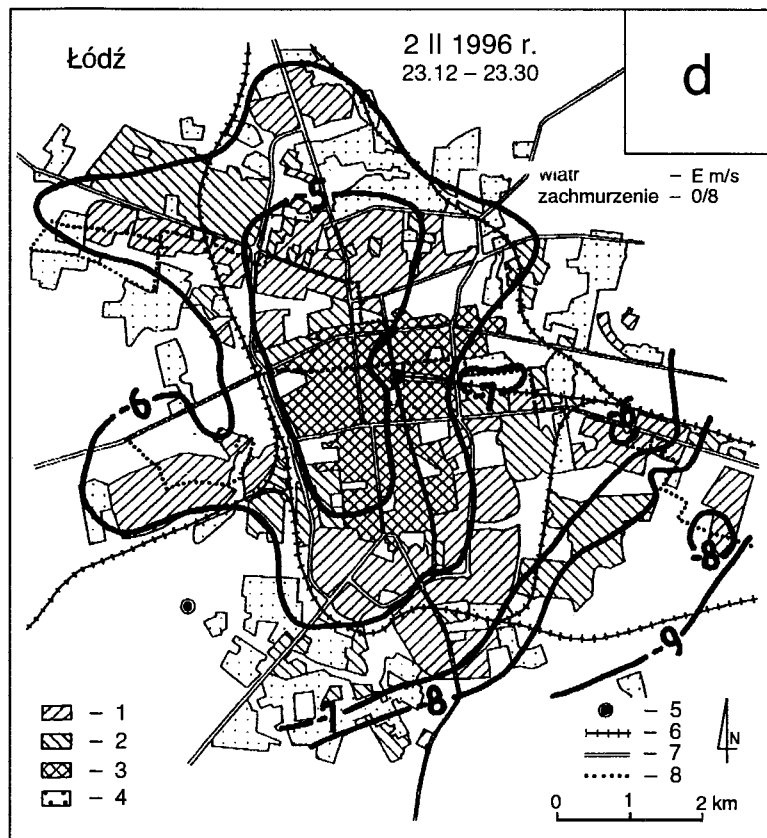 Łódź
2 II 1996 r.
23.12 – 23.30
d
wiatr – E m/s
zachmurzenie – 0/8
-5
-6
-7
-6
-8
-9
-7
-8
– 1
– 2
– 3
– 4
– 5
– 6
– 7
– 8
N
0 1 2 km